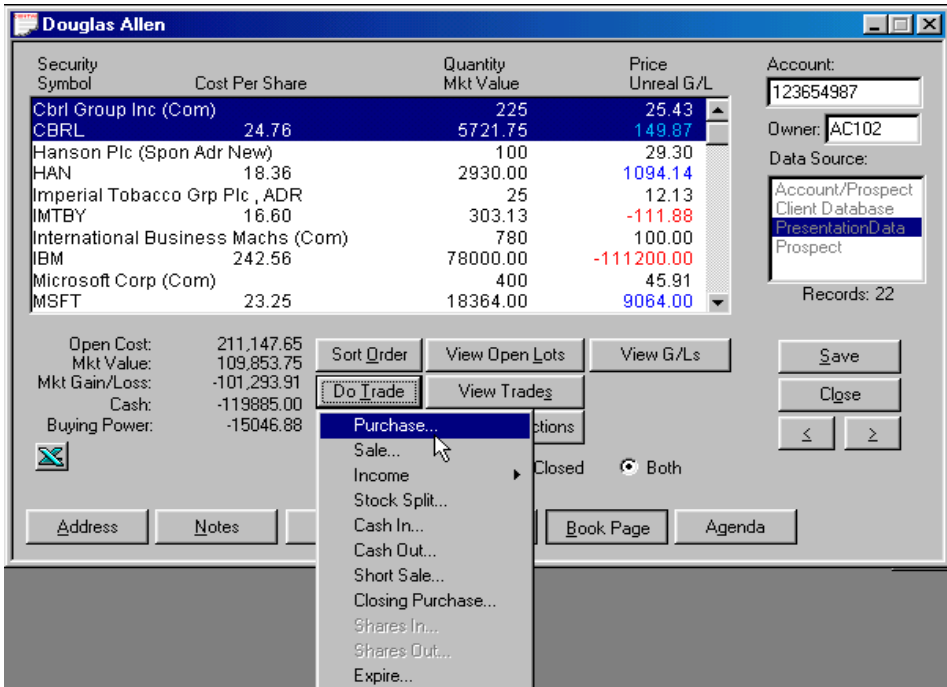 Douglas Allen
Security Quantity Price
Symbol Cost Per Share Mkt Value Unreal G/L
Cbrl Group Inc (Com) 225 25.43
CBRL 24.76 5721.75 149.87
Hanson Plc (Spon Adr New) 100 29.30
HAN 18.36 2930.00 1094.14
Imperial Tobacco Grp Plc , ADR 25 12.13
IMTBY 16.60 303.13 -111.88
International Business Machs (Com) 780 100.00
IBM 242.56 78000.00 -111200.00
Microsoft Corp (Com) 400 45.91
MSFT 23.25 18364.00 9064.00
Account:
123654987
Owner: AC102
Data Source:
Account/Prospect
Client Database
PresentationData
Prospect
Records: 22
Open Cost: 211,147.65
Mkt Value: 109,853.75
Mkt Gain/Loss: -101,293.91
Cash: -119885.00
Buying Power: -15046.88
Sort Order View Open Lots View G/Ls
Do Trade View Trades
ctions
Closed Both
Save
Close
< >
Purchase...
Sale...
Income
Stock Split...
Cash In...
Cash Out...
Short Sale...
Closing Purchase...
Shares In...
Shares Out...
Expire...
Address Notes Book Page Agenda